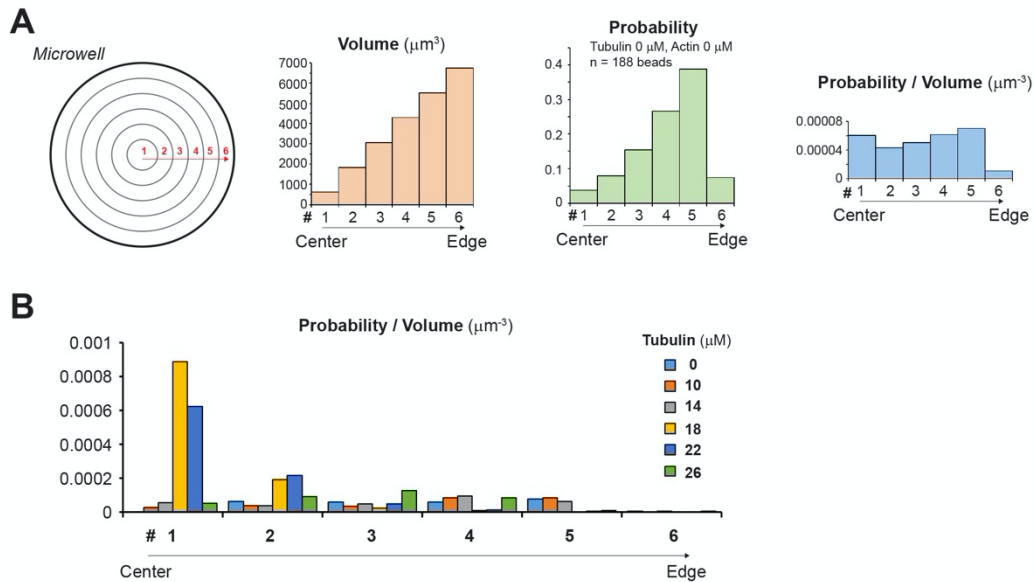 A
Microwell
1 2 3 4 5 6
Volume (μm³)
7000
6000
5000
4000
3000
2000
1000
0
# 1 2 3 4 5 6
Center Edge
Probability
Tubulin 0 μM, Actin 0 μM
n = 188 beads
0.4
0.3
0.2
0.1
0
# 1 2 3 4 5 6
Center Edge
Probability / Volume (μm⁻³)
0.00008
0.00004
0
# 1 2 3 4 5 6
Center Edge
B
Probability / Volume (μm⁻³)
0.001
0.0008
0.0006
0.0004
0.0002
0
# 1 2 3 4 5 6
Center Edge
Tubulin (μM)
0
10
14
18
22
26